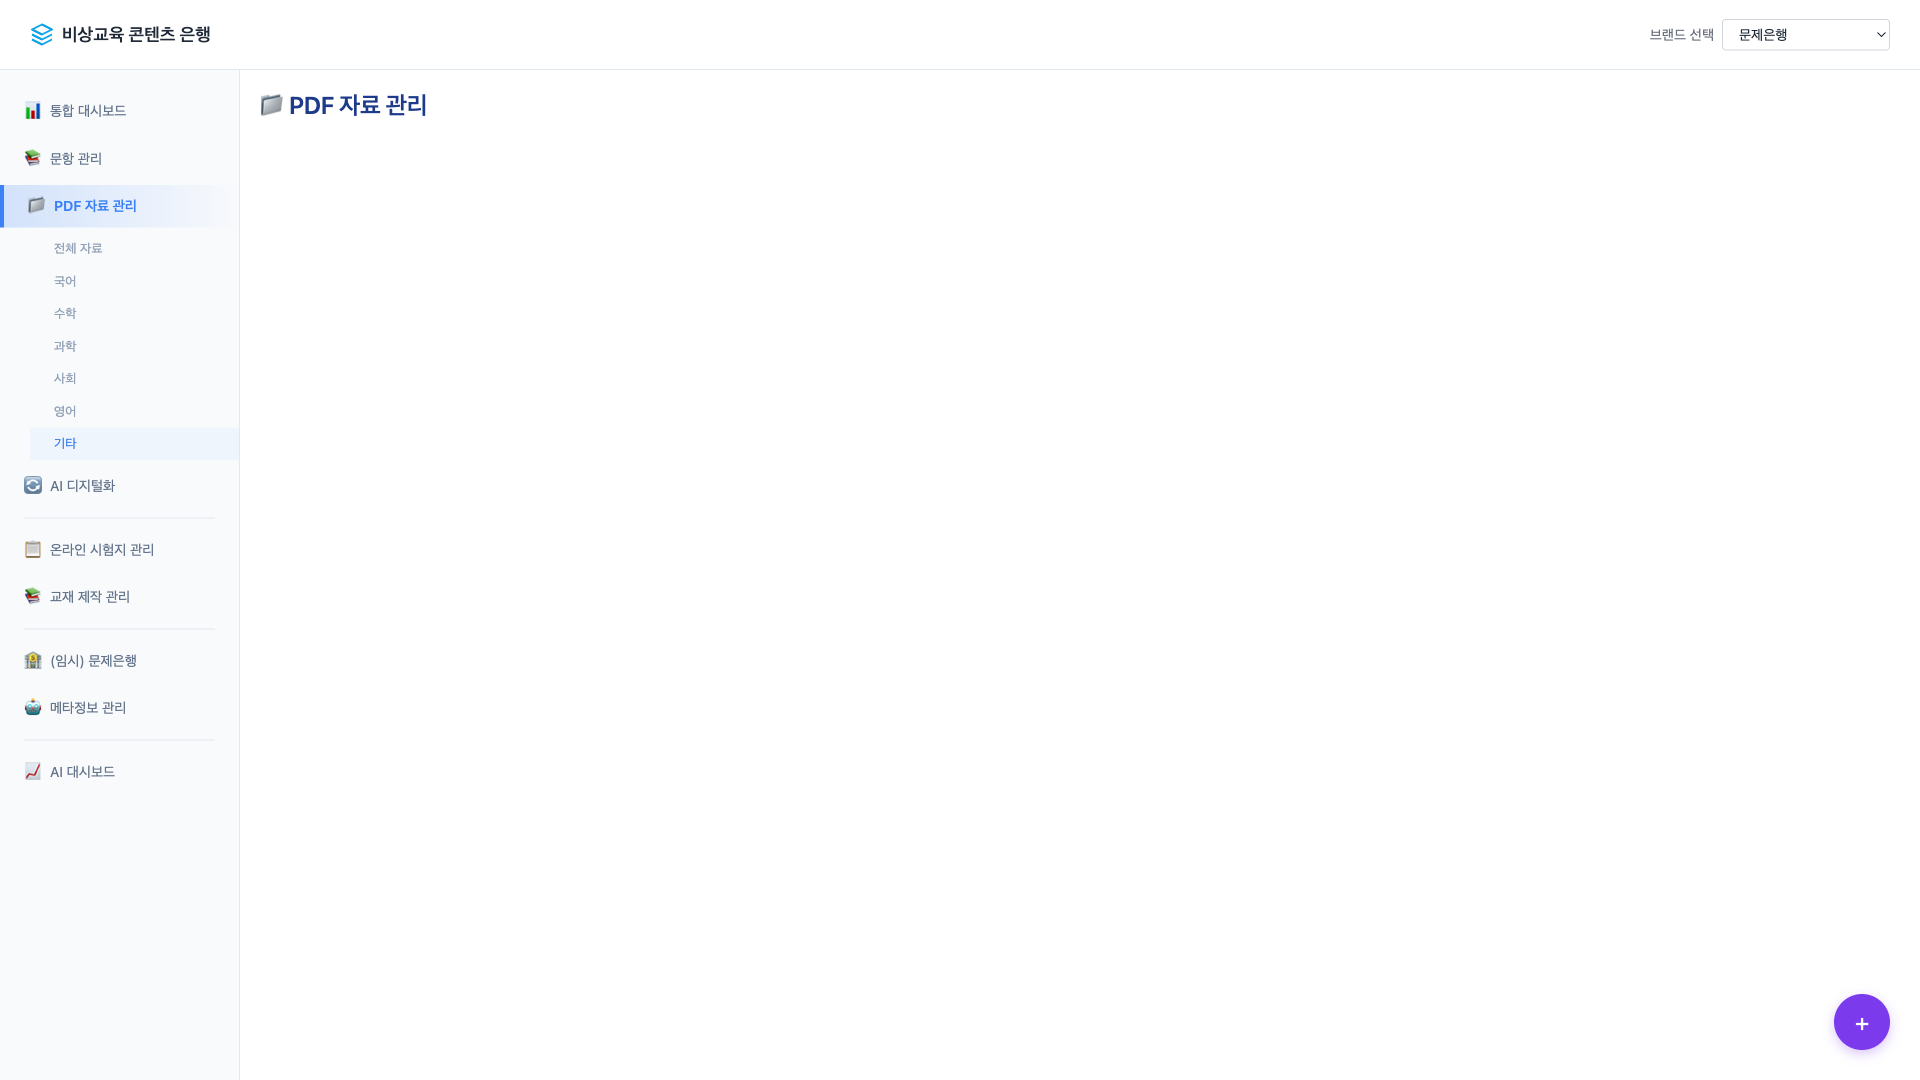 비상교육 콘텐츠 은행
브랜드 선택
문제은행
통합 대시보드
문항 관리
PDF 자료 관리
전체 자료
국어
수학
과학
사회
영어
기타
AI 디지털화
온라인 시험지 관리
교재 제작 관리
(임시) 문제은행
메타정보 관리
AI 대시보드
PDF 자료 관리
+